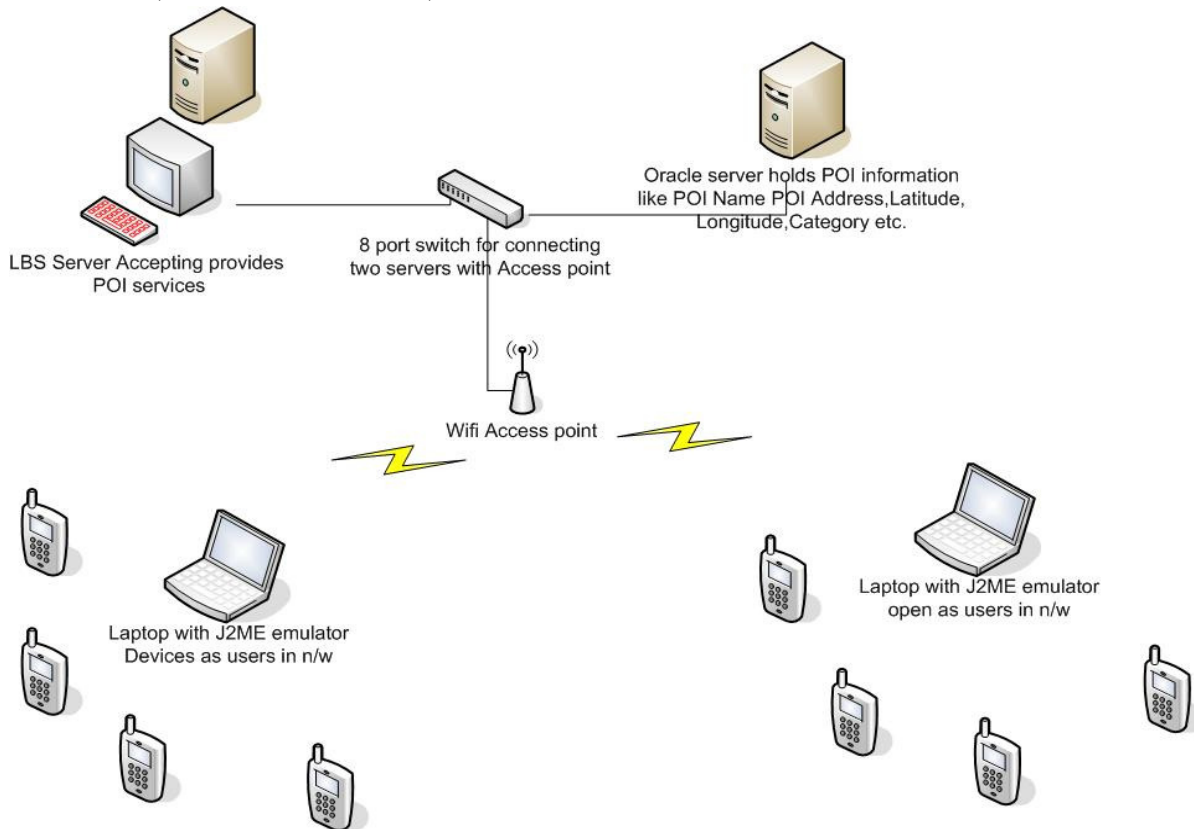 Oracle server holds POI information
like POI Name POI Address,Latitude,
Longitude,Category etc.
8 port switch for connecting
two servers with Access point
LBS Server Accepting provides
POI services
Wifi Access point
Laptop with J2ME emulator
open as users in n/w
Laptop with J2ME emulator
Devices as users in n/w